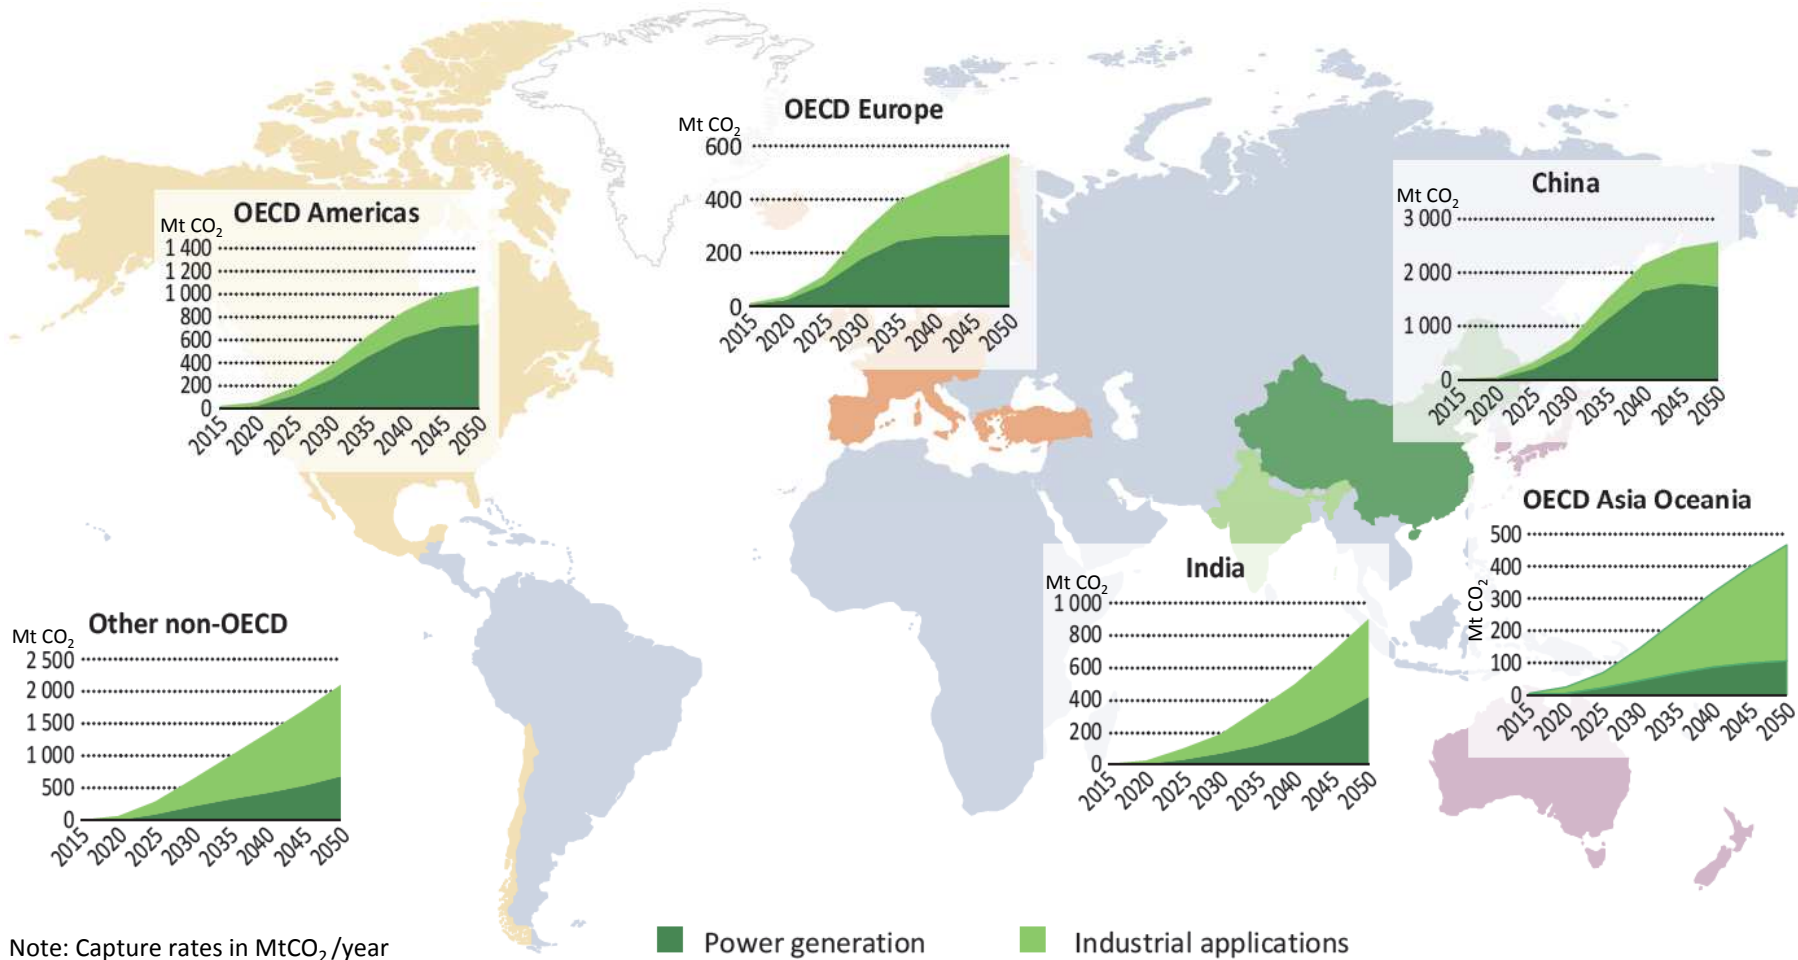 OECD Europe
Mt CO₂
600
400
200
0
2015 2020 2025 2030 2035 2040 2045 2050
China
Mt CO₂
3 000
2 000
1 000
0
2015 2020 2025 2030 2035 2040 2045 2050
OECD Americas
Mt CO₂
1 400
1 200
1 000
800
600
400
200
0
2015 2020 2025 2030 2035 2040 2045 2050
OECD Asia Oceania
Mt CO₂
500
400
300
200
100
0
2015 2020 2025 2030 2035 2040 2045 2050
India
Mt CO₂
1 000
800
600
400
200
0
2015 2020 2025 2030 2035 2040 2045 2050
Other non-OECD
Mt CO₂
2 500
2 000
1 500
1 000
500
0
2015 2020 2025 2030 2035 2040 2045 2050
Note: Capture rates in MtCO₂/year
Power generation
Industrial applications